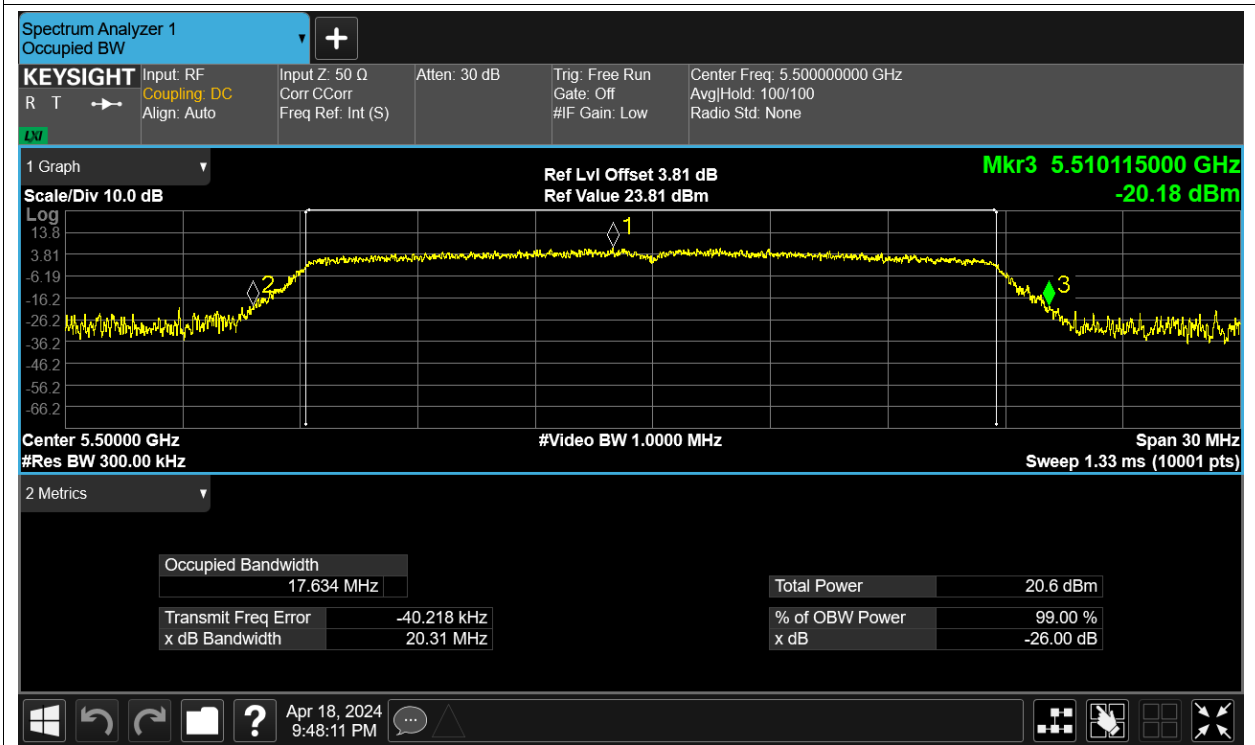 Spectrum Analyzer 1
Occupied BW
▼
+
KEYSIGHT
R T
LXI
Input: RF
Coupling: DC
Align: Auto
Input Z: 50 Ω
Corr CCorr
Freq Ref: Int (S)
Atten: 30 dB
Trig: Free Run
Gate: Off
#IF Gain: Low
Center Freq: 5.500000000 GHz
Avg|Hold: 100/100
Radio Std: None
1 Graph ▼
Scale/Div 10.0 dB
Ref Lvl Offset 3.81 dB
Ref Value 23.81 dBm
Mkr3 5.510115000 GHz
-20.18 dBm
Log
13.8
3.81
-6.19
-16.2
-26.2
-36.2
-46.2
-56.2
-66.2
1
2
3
Center 5.50000 GHz
#Res BW 300.00 kHz
#Video BW 1.0000 MHz
Span 30 MHz
Sweep 1.33 ms (10001 pts)
2 Metrics ▼
Occupied Bandwidth
17.634 MHz
Transmit Freq Error -40.218 kHz
x dB Bandwidth 20.31 MHz
Total Power 20.6 dBm
% of OBW Power 99.00 %
x dB -26.00 dB
?
Apr 18, 2024
9:48:11 PM